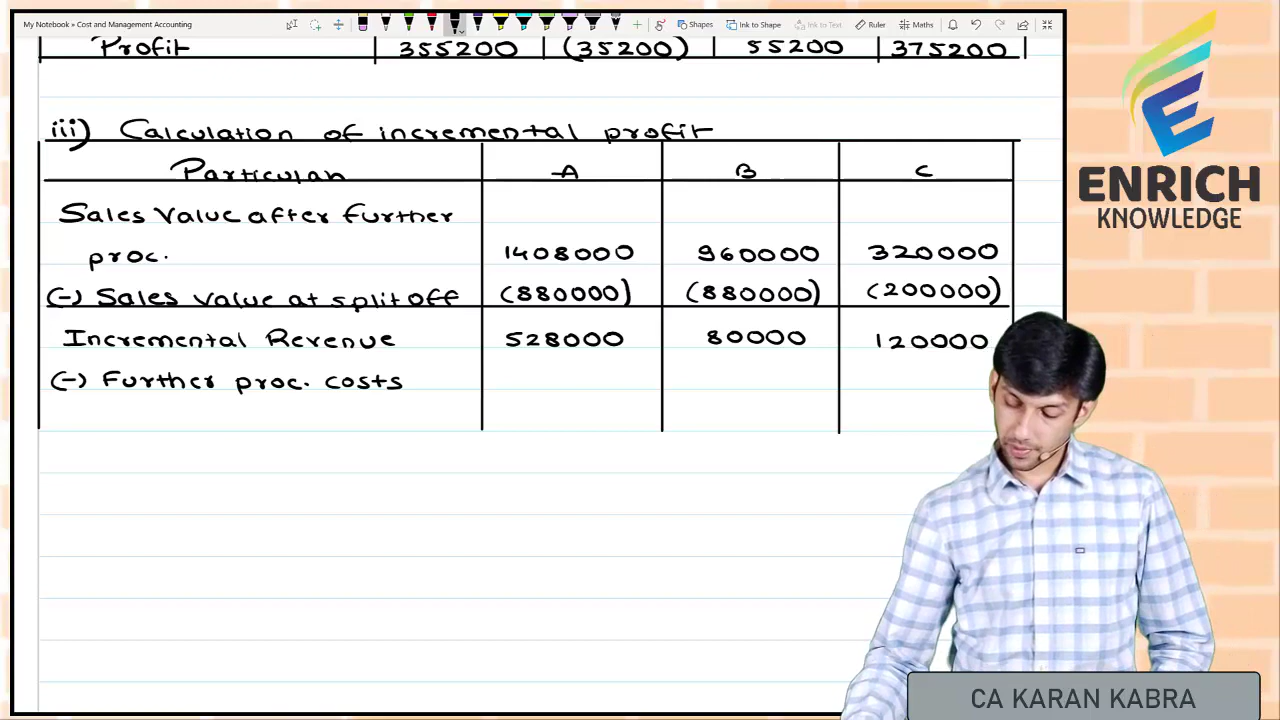 My Notebook » Cost and Management Accounting
Shapes Ink to Shape Ink to Text Ruler Maths
Profit 355200 (35200) 55200 375200
iii) Calculation of incremental profit
Particular A B C
Sales Value after further
proc. 1408000 960000 320000
(-) Sales Value at split off (880000) (880000) (200000)
Incremental Revenue 528000 80000 120000
(-) Further proc. costs
ENRICH
KNOWLEDGE
CA KARAN KABRA